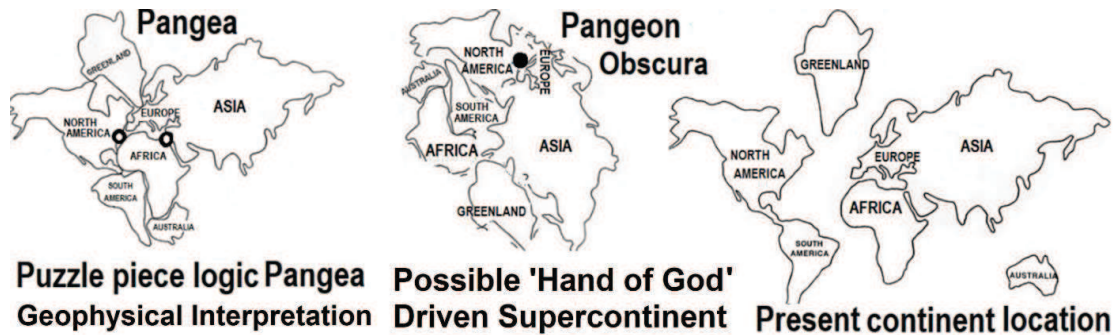 Pangea
GREENLAND
NORTH
AMERICA
EUROPE
ASIA
AFRICA
SOUTH
AMERICA
AUSTRALIA
Puzzle piece logic Pangea
Geophysical Interpretation
Pangeon
Obscura
NORTH
AMERICA
EUROPE
AUSTRALIA
SOUTH
AMERICA
AFRICA
ASIA
GREENLAND
Possible 'Hand of God'
Driven Supercontinent
GREENLAND
NORTH
AMERICA
EUROPE
ASIA
AFRICA
SOUTH
AMERICA
AUSTRALIA
Present continent location